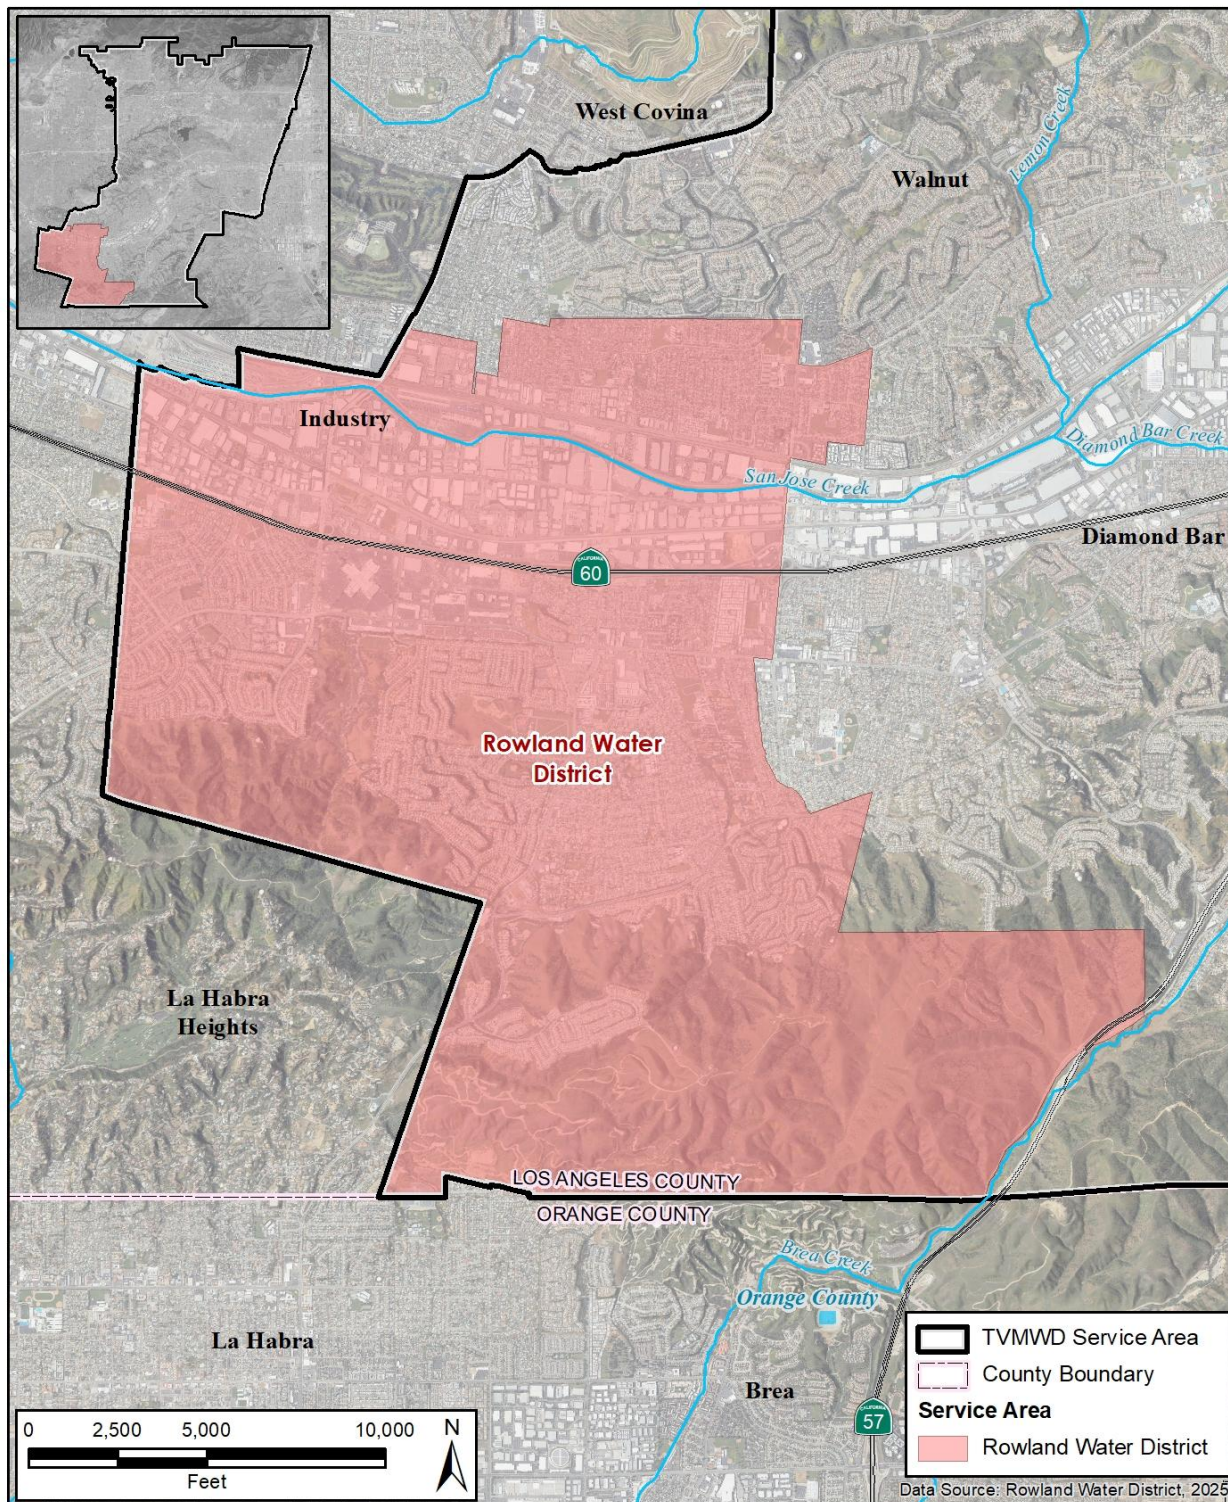 West Covina
Walnut
Lemon Creek
Industry
San Jose Creek
Diamond Bar Creek
Diamond Bar
CALIFORNIA
60
Rowland Water
District
La Habra
Heights
LOS ANGELES COUNTY
ORANGE COUNTY
Brea Creek
Orange County
La Habra
Brea
CALIFORNIA
57
0 2,500 5,000 10,000
Feet
N
TVMWD Service Area
County Boundary
Service Area
Rowland Water District
Data Source: Rowland Water District, 2025